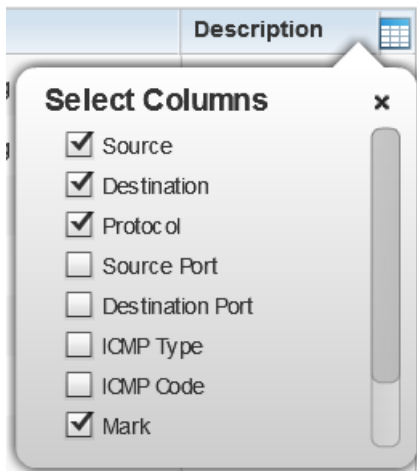 Description
Select Columns
Source
Destination
Protocol
Source Port
Destination Port
ICMP Type
ICMP Code
Mark